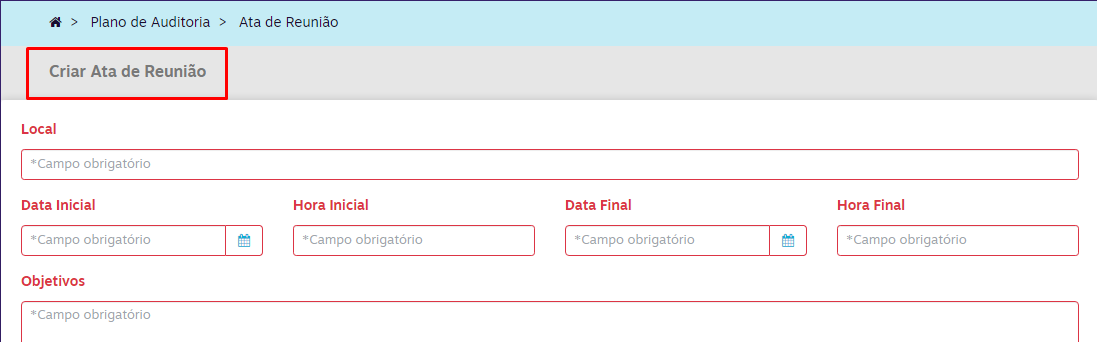 > Plano de Auditoria > Ata de Reunião
Criar Ata de Reunião
Local
*Campo obrigatório
Data Inicial Hora Inicial Data Final Hora Final
*Campo obrigatório *Campo obrigatório *Campo obrigatório *Campo obrigatório
Objetivos
*Campo obrigatório